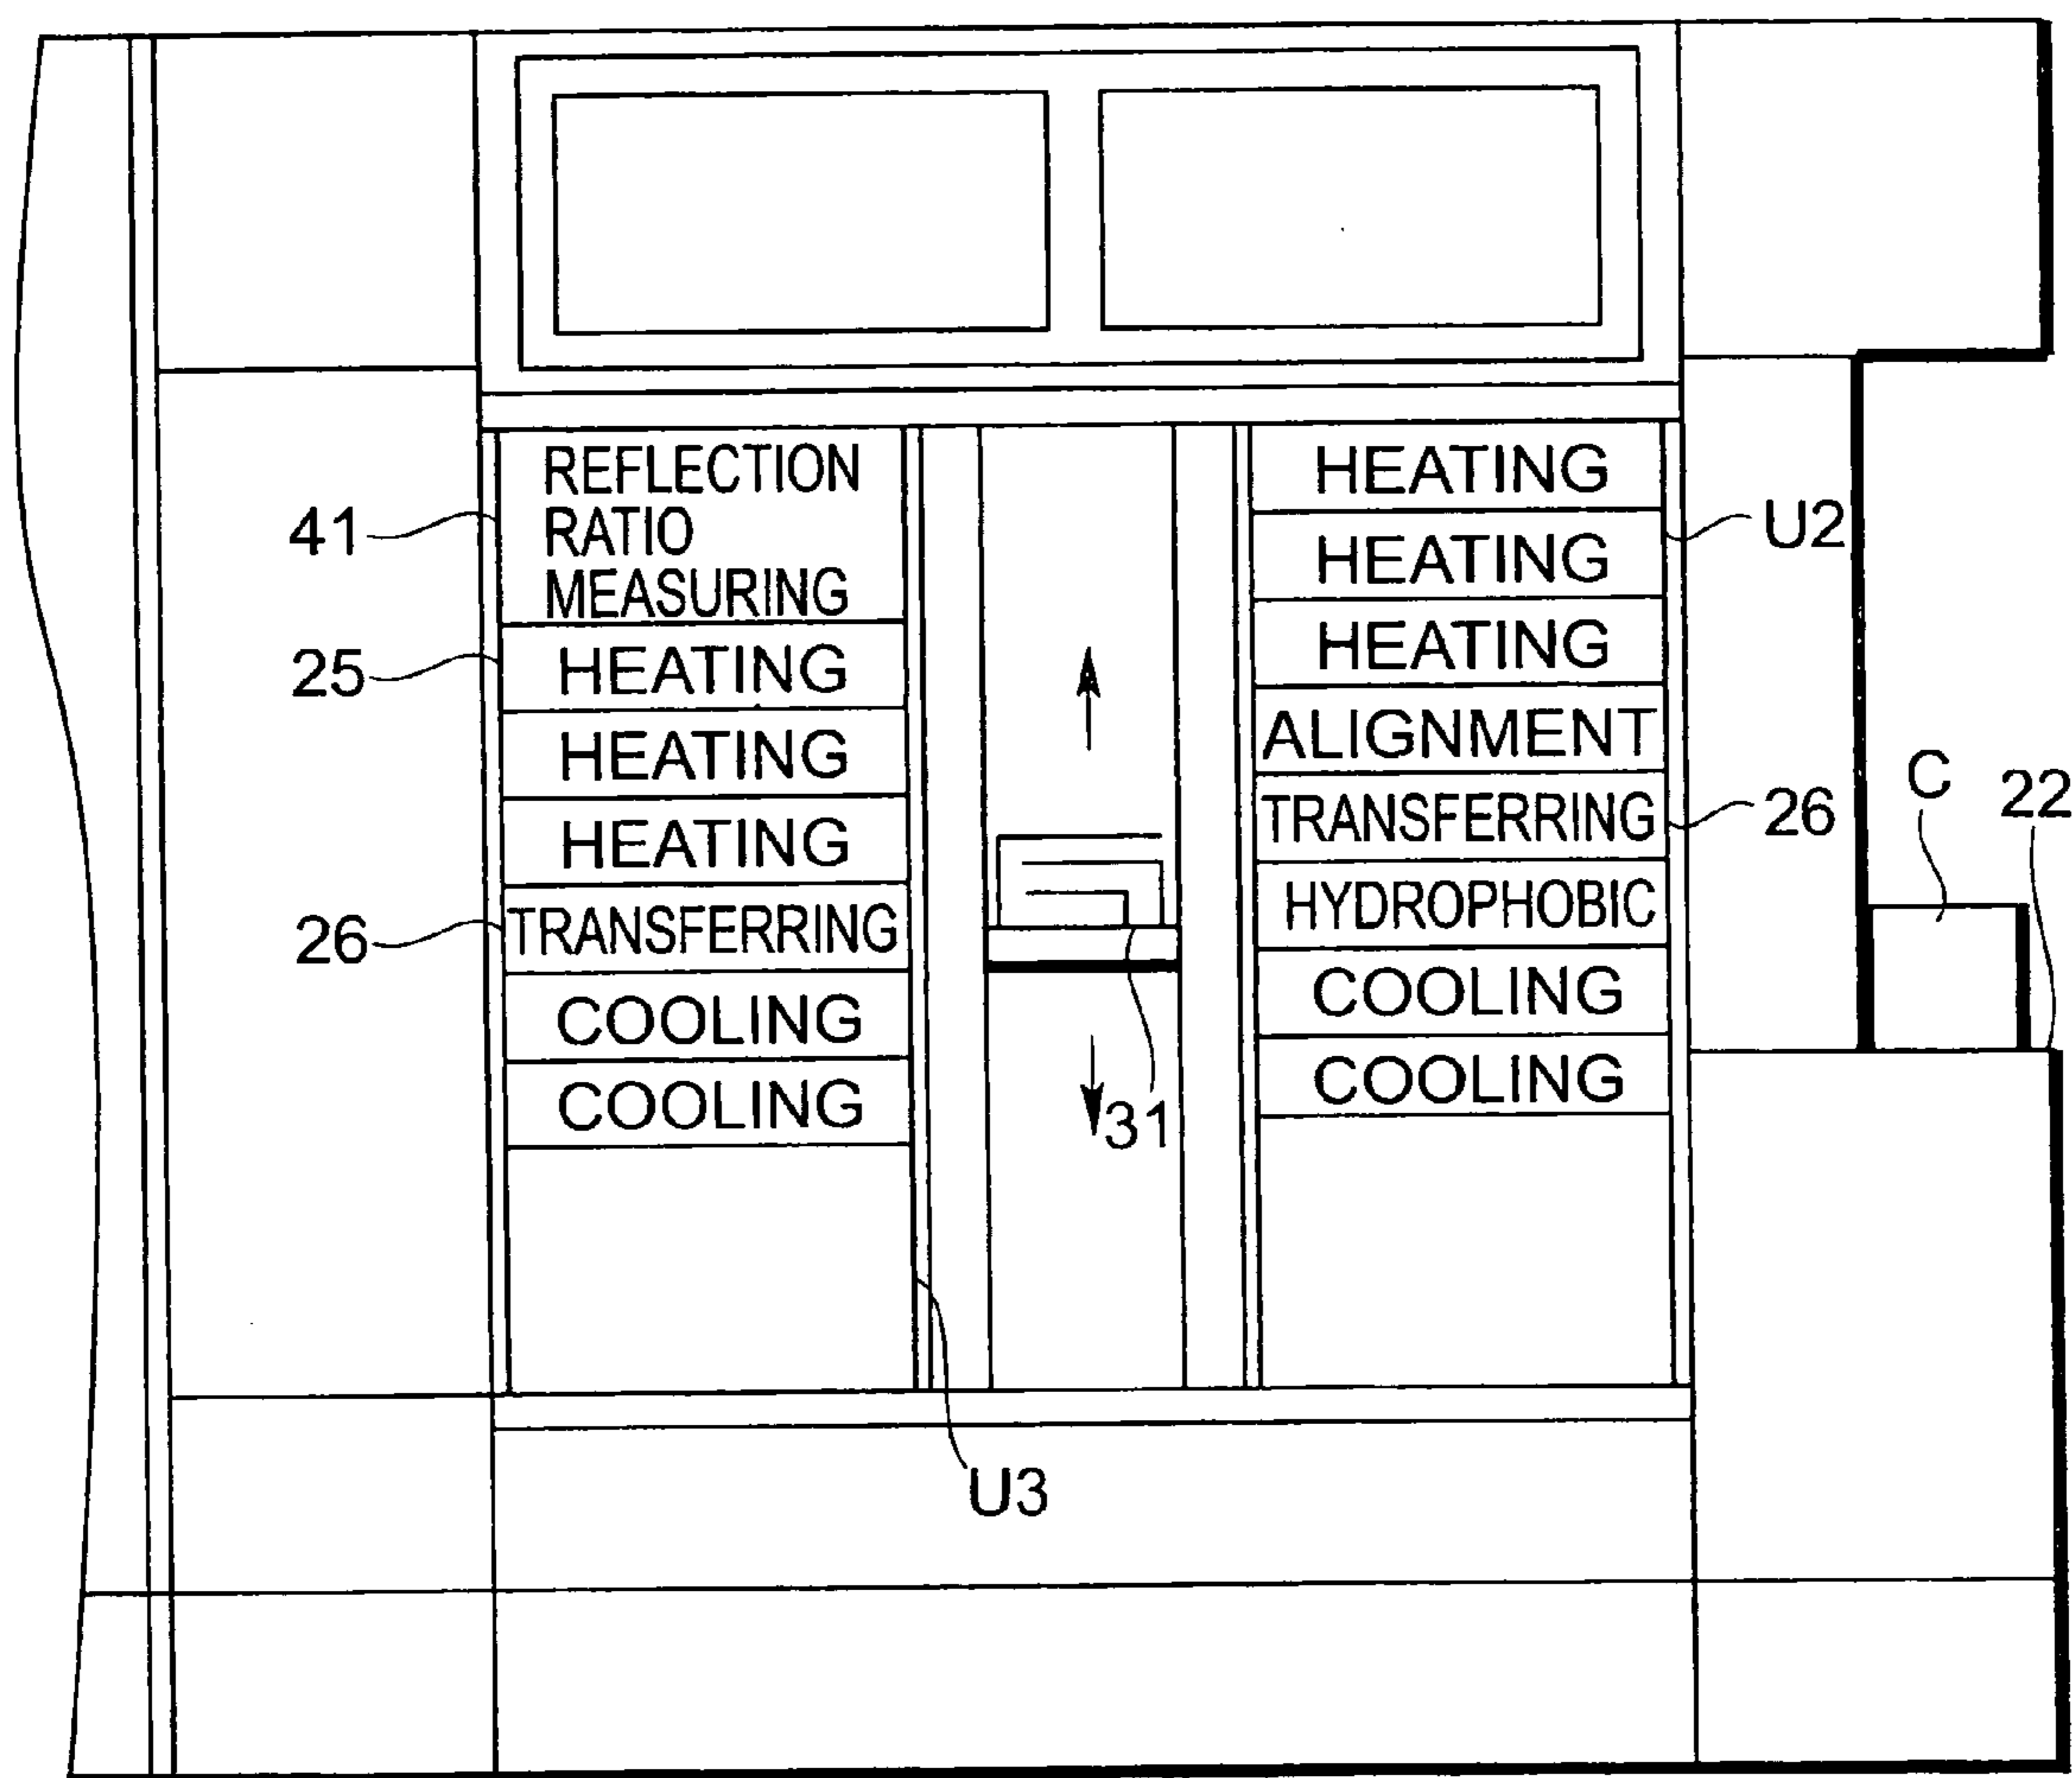 REFLECTION
RATIO
MEASURING
41
HEATING
25
HEATING
HEATING
TRANSFERRING
26
COOLING
COOLING
U3
31
HEATING
HEATING
U2
HEATING
ALIGNMENT
TRANSFERRING
26
HYDROPHOBIC
COOLING
COOLING
C
22